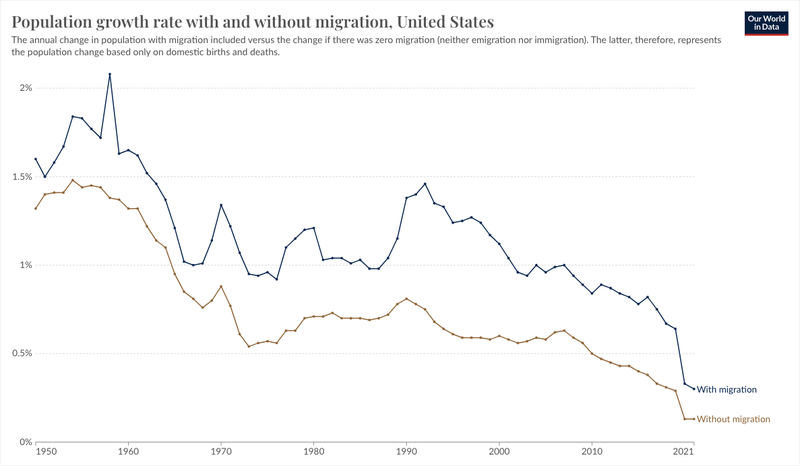 Population growth rate with and without migration, United States
Our World
in Data
The annual change in population with migration included versus the change if there was zero migration (neither emigration nor immigration). The latter, therefore, represents
the population change based only on domestic births and deaths.
2%
1.5%
1%
0.5%
0%
With migration
Without migration
1950 1960 1970 1980 1990 2000 2010 2021